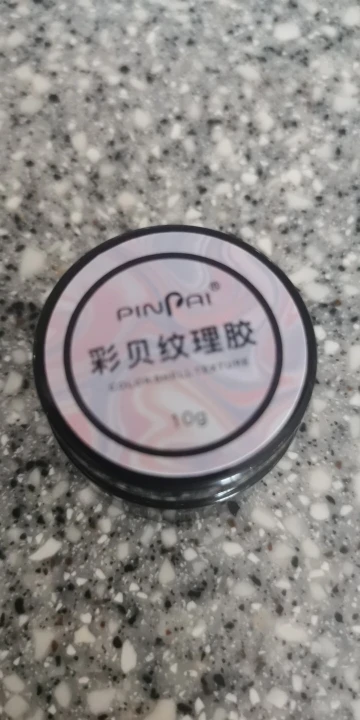 PINPAI®
彩贝纹理胶
COLOR SHELL TEXTURE
10g